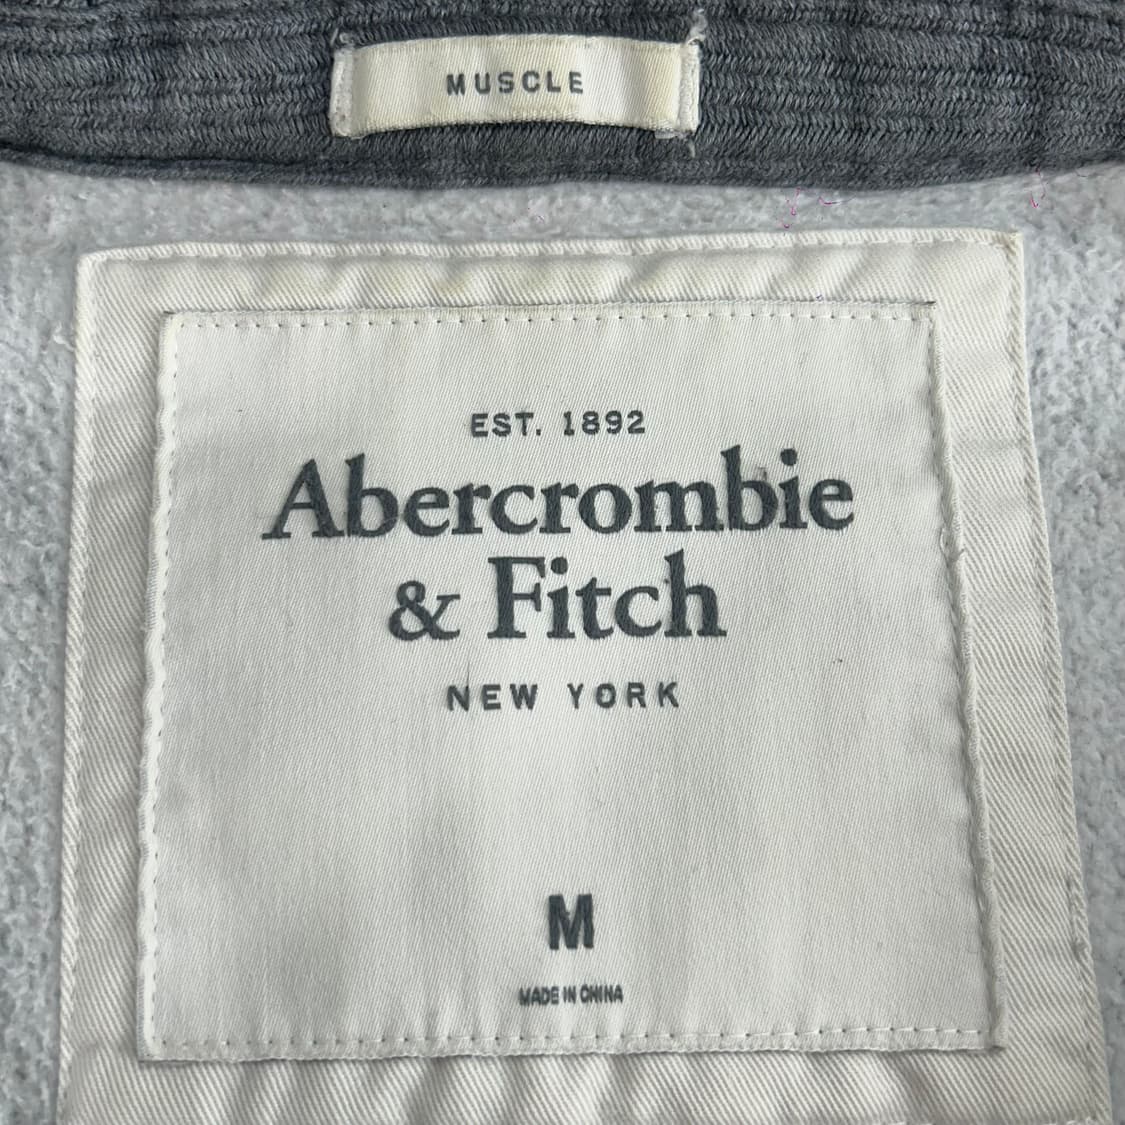 MUSCLE
EST. 1892
Abercrombie
& Fitch
NEW YORK
M
MADE IN CHINA